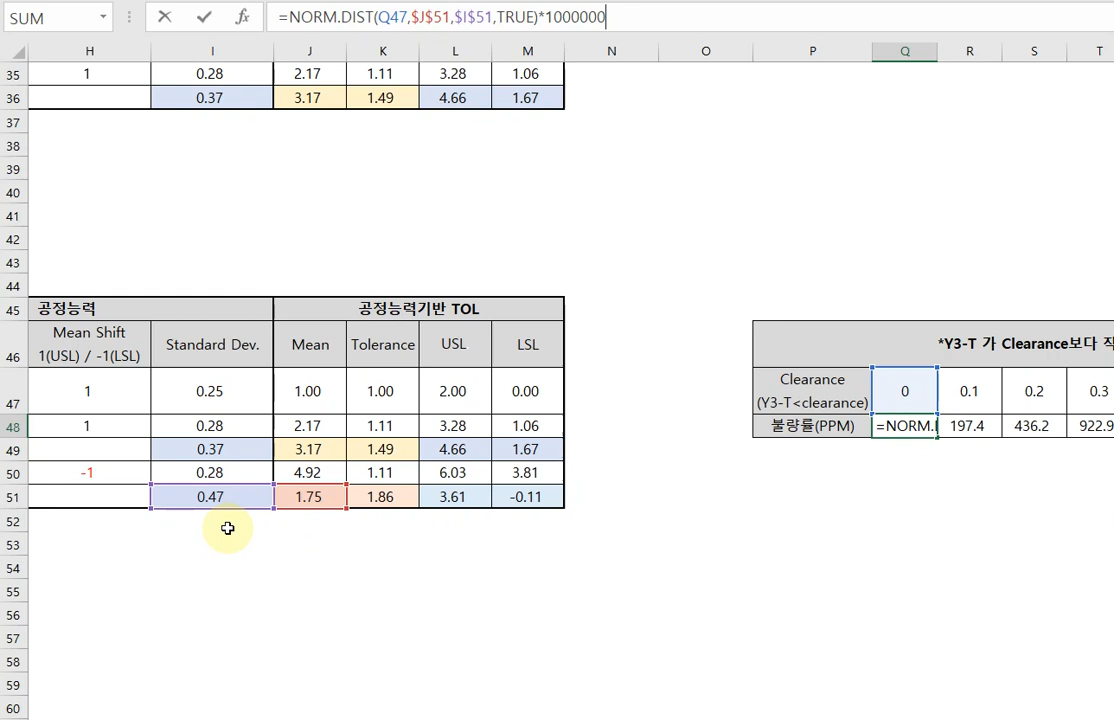 SUM =NORM.DIST(Q47,$J$51,$I$51,TRUE)*1000000
H I J K L M N O P Q R S T
35 1 0.28 2.17 1.11 3.28 1.06
36 0.37 3.17 1.49 4.66 1.67
37
38
39
40
41
42
43
44
45 공정능력 공정능력기반 TOL
46 Mean Shift 1(USL) / -1(LSL) Standard Dev. Mean Tolerance USL LSL *Y3-T 가 Clearance보다 작
47 1 0.25 1.00 1.00 2.00 0.00 Clearance (Y3-T<clearance) 0 0.1 0.2 0.3
48 1 0.28 2.17 1.11 3.28 1.06 불량률(PPM) =NORM.I 197.4 436.2 922.9
49 0.37 3.17 1.49 4.66 1.67
50 -1 0.28 4.92 1.11 6.03 3.81
51 0.47 1.75 1.86 3.61 -0.11
52
53
54
55
56
57
58
59
60